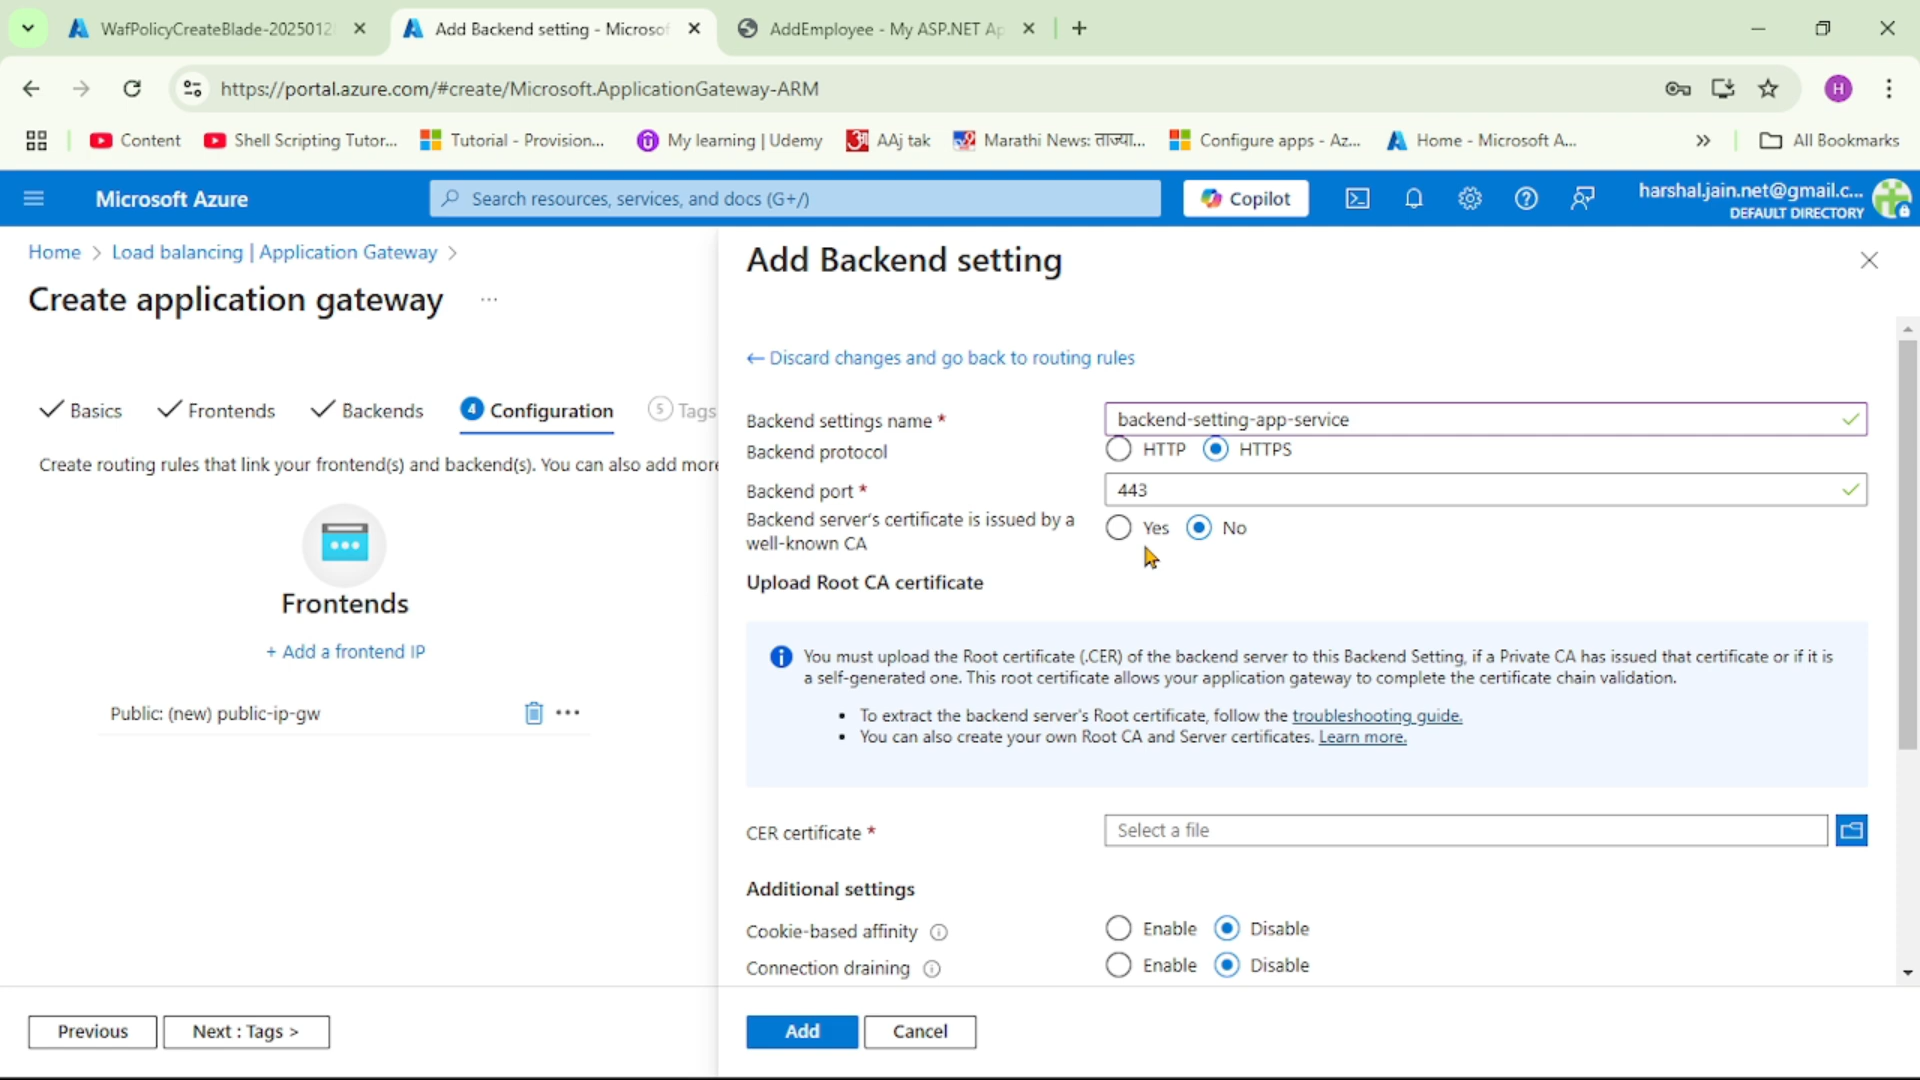 WafPolicyCreateBlade-2025012
Add Backend setting - Microsof
AddEmployee - My ASP.NET Ap
https://portal.azure.com/#create/Microsoft.ApplicationGateway-ARM
H
Content
Shell Scripting Tutor...
Tutorial - Provision...
My learning | Udemy
AAj tak
Marathi News: ताज्या...
Configure apps - Az...
Home - Microsoft A...
All Bookmarks
Microsoft Azure
Search resources, services, and docs (G+/)
Copilot
harshal.jain.net@gmail.c...
DEFAULT DIRECTORY
Home > Load balancing | Application Gateway >
Create application gateway ...
Basics
Frontends
Backends
4 Configuration
5 Tags
Create routing rules that link your frontend(s) and backend(s). You can also add more
Frontends
+ Add a frontend IP
Public: (new) public-ip-gw
Previous
Next : Tags >
Add Backend setting
← Discard changes and go back to routing rules
Backend settings name *
backend-setting-app-service
Backend protocol
HTTP
HTTPS
Backend port *
443
Backend server's certificate is issued by a
well-known CA
Yes
No
Upload Root CA certificate
You must upload the Root certificate (.CER) of the backend server to this Backend Setting, if a Private CA has issued that certificate or if it is
a self-generated one. This root certificate allows your application gateway to complete the certificate chain validation.
• To extract the backend server's Root certificate, follow the troubleshooting guide.
• You can also create your own Root CA and Server certificates. Learn more.
CER certificate *
Select a file
Additional settings
Cookie-based affinity
Enable
Disable
Connection draining
Enable
Disable
Add
Cancel